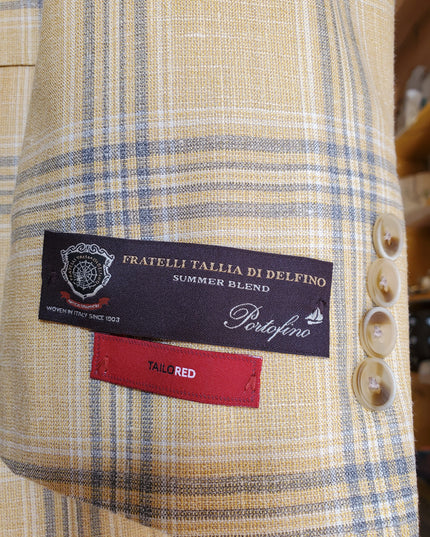 FRATELLI TALLIA DI DELFINO
SUMMER BLEND
Portofino
WOVEN IN ITALY SINCE 1903
TAILORED